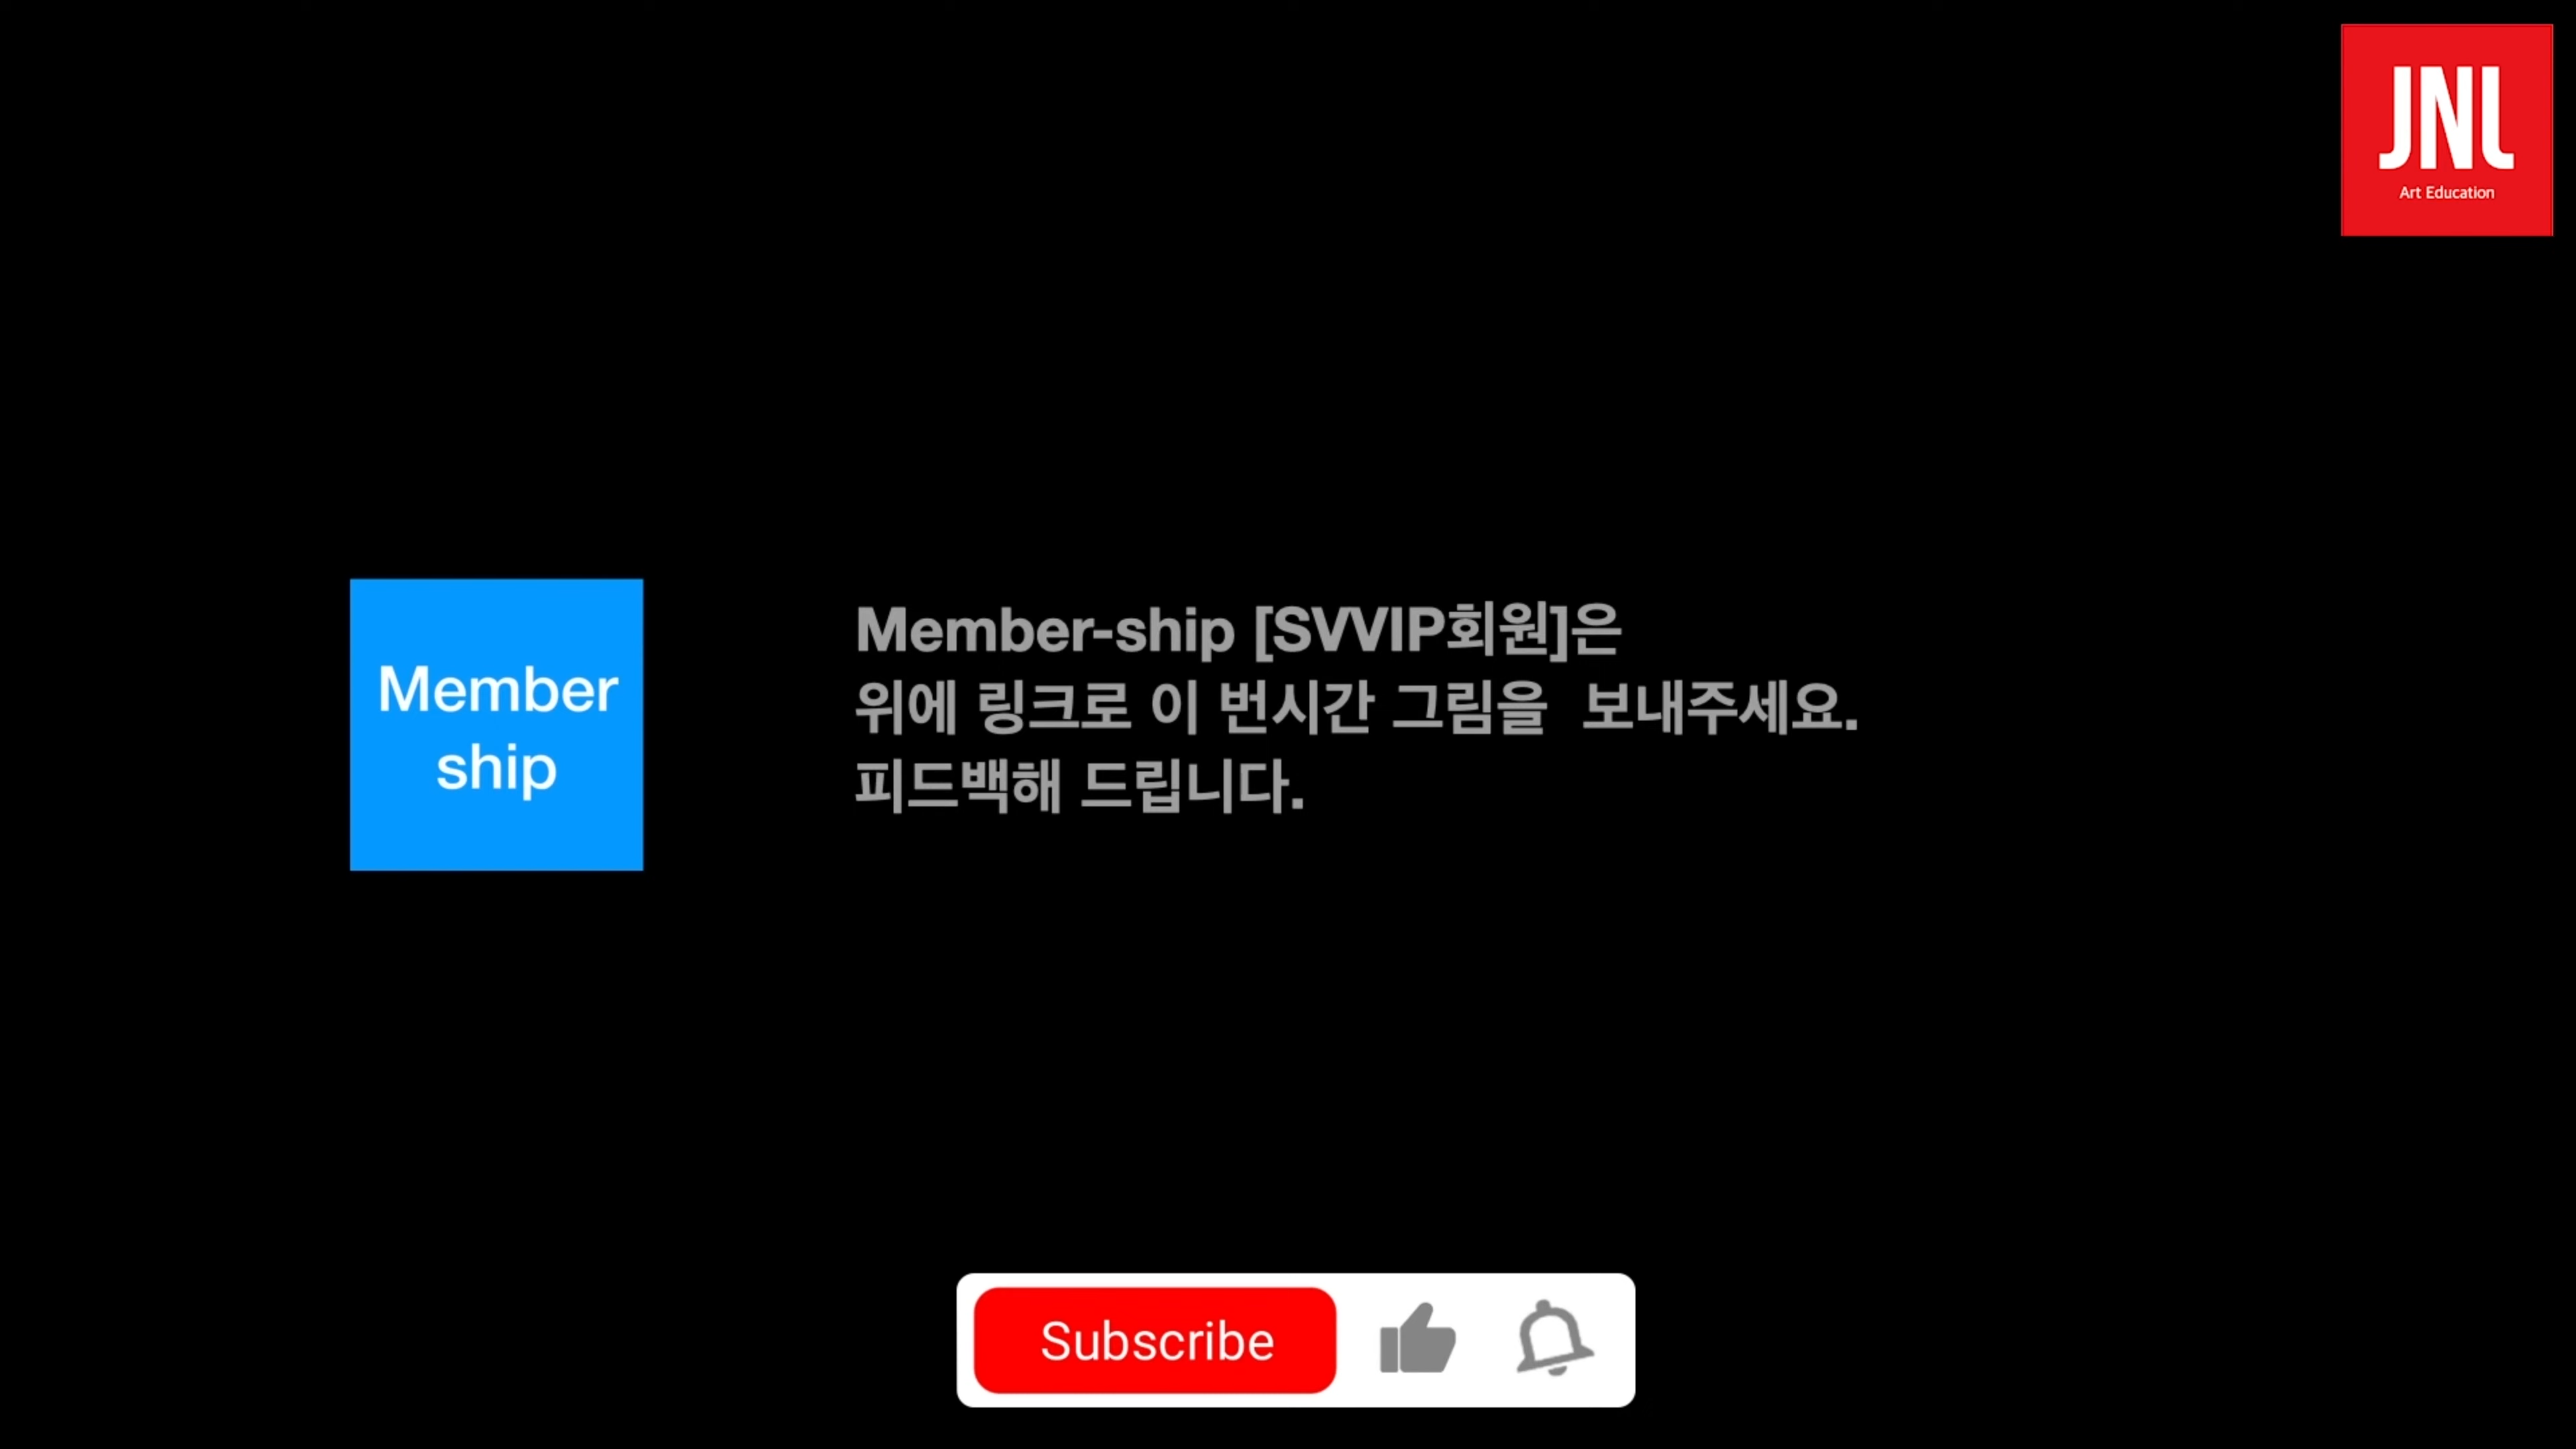 JNL
Art Education
Member
ship
Member-ship [SVVIP회원]은
위에 링크로 이 번시간 그림을  보내주세요.
피드백해 드립니다.
Subscribe